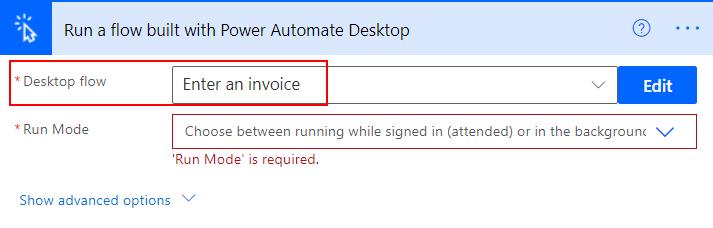 Run a flow built with Power Automate Desktop
* Desktop flow Enter an invoice Edit
* Run Mode Choose between running while signed in (attended) or in the background
'Run Mode' is required.
Show advanced options